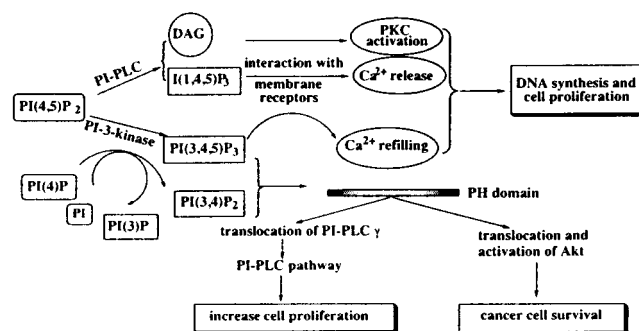 DAG
PKC
activation
PI-PLC
interaction with
I(1,4,5)P3
membrane
receptors
Ca2+ release
DNA synthesis and
cell proliferation
PI(4,5)P2
PI-3-kinase
PI(3,4,5)P3
Ca2+ refilling
PI(4)P
PI
PI(3)P
PI(3,4)P2
PH domain
translocation of PI-PLC γ
translocation and
activation of Akt
PI-PLC pathway
increase cell proliferation
cancer cell survival